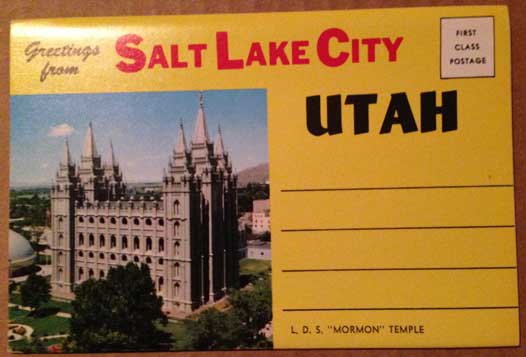 Greetings
from
SALT LAKE CITY
UTAH
FIRST
CLASS
POSTAGE
L. D. S. "MORMON" TEMPLE